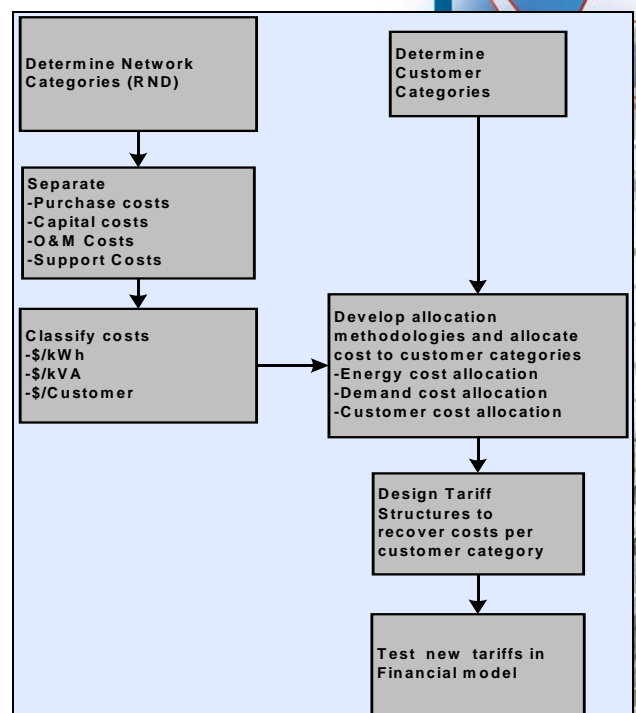 Determine Network
Categories (RND)
Separate
-Purchase costs
-Capital costs
-O&M Costs
-Support Costs
Classify costs
-$/kWh
-$/kVA
-$/Customer
Determine
Customer
Categories
Develop allocation
methodologies and allocate
cost to customer categories
-Energy cost allocation
-Demand cost allocation
-Customer cost allocation
Design Tariff
Structures to
recover costs per
customer category
Test new tariffs in
Financial model